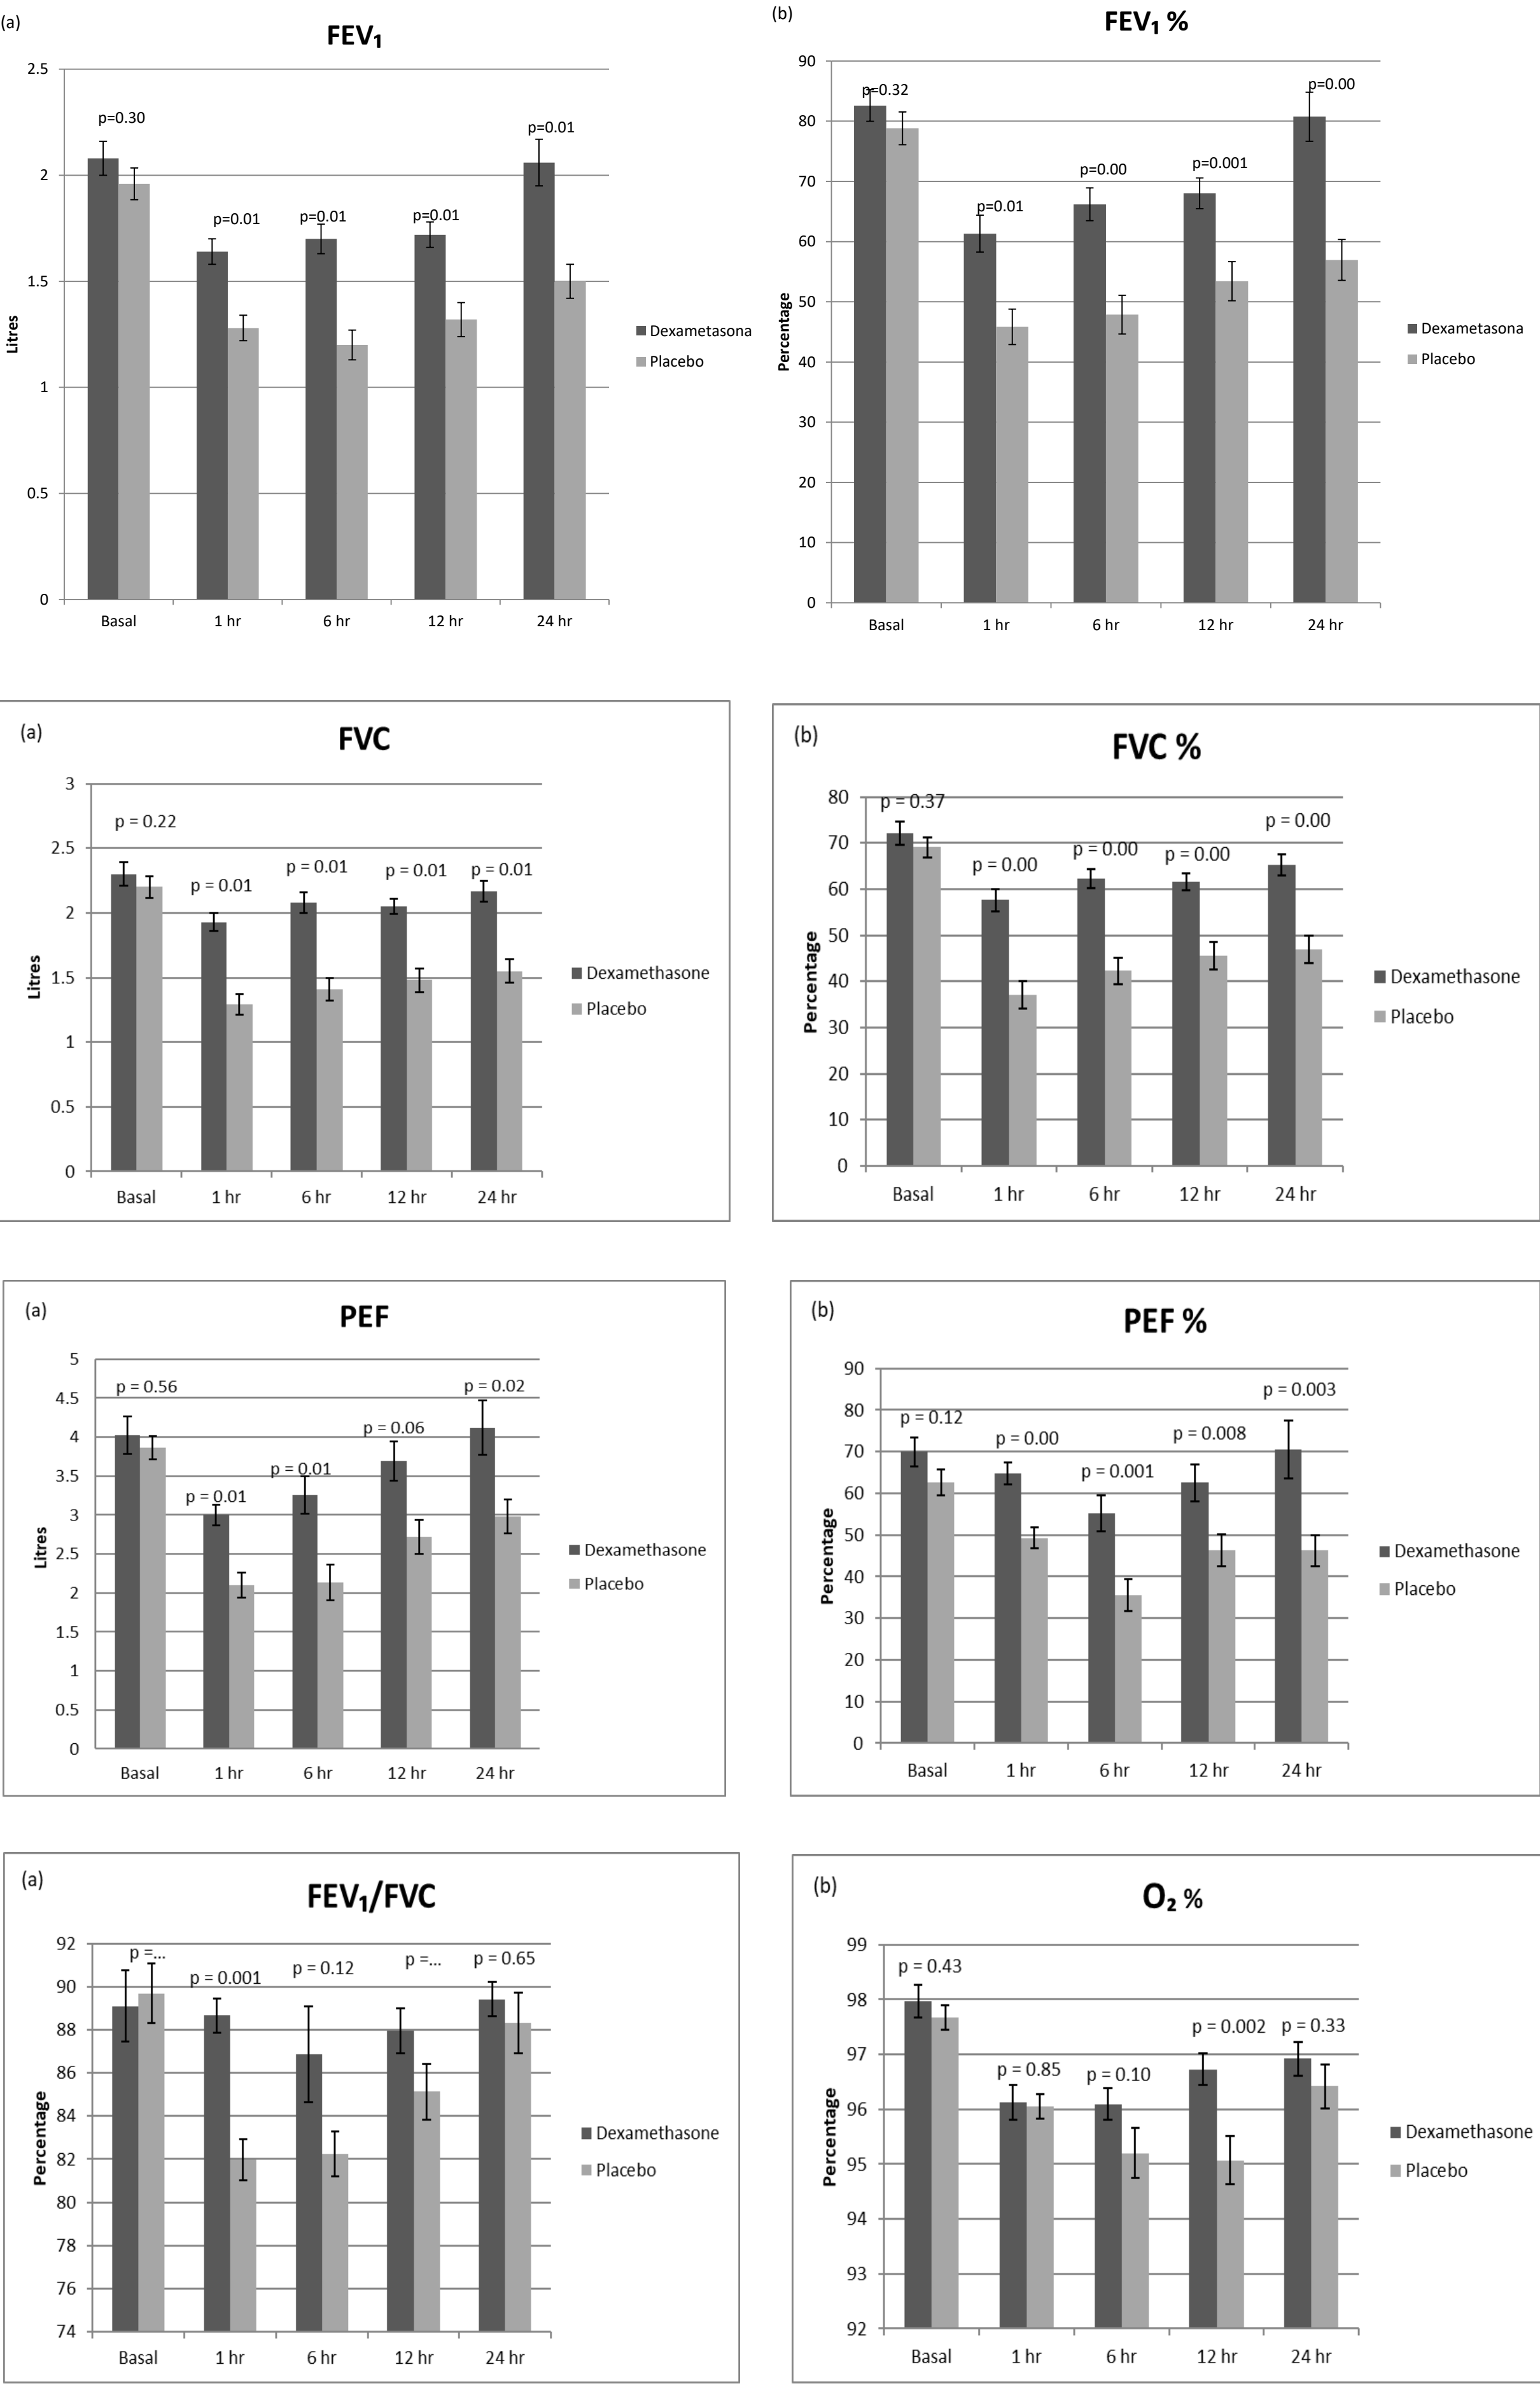 (a)
FEV₁
2.5
2
1.5
1
0.5
0
Litres
p=0.30
p=0.01
p=0.01
p=0.01
p=0.01
Basal
1 hr
6 hr
12 hr
24 hr
Dexametasona
Placebo
(b)
FEV₁ %
90
80
70
60
50
40
30
20
10
0
Percentage
p=0.32
p=0.01
p=0.00
p=0.001
p=0.00
Basal
1 hr
6 hr
12 hr
24 hr
Dexametasona
Placebo
(a)
FVC
3
2.5
2
1.5
1
0.5
0
Litres
p = 0.22
p = 0.01
p = 0.01
p = 0.01
p = 0.01
Basal
1 hr
6 hr
12 hr
24 hr
Dexamethasone
Placebo
(b)
FVC %
80
70
60
50
40
30
20
10
0
Percentage
p = 0.37
p = 0.00
p = 0.00
p = 0.00
p = 0.00
Basal
1 hr
6 hr
12 hr
24 hr
Dexamethasone
Placebo
(a)
PEF
5
4.5
4
3.5
3
2.5
2
1.5
1
0.5
0
Litres
p = 0.56
p = 0.01
p = 0.01
p = 0.06
p = 0.02
Basal
1 hr
6 hr
12 hr
24 hr
Dexamethasone
Placebo
(b)
PEF %
90
80
70
60
50
40
30
20
10
0
Percentage
p = 0.12
p = 0.00
p = 0.001
p = 0.008
p = 0.003
Basal
1 hr
6 hr
12 hr
24 hr
Dexamethasone
Placebo
(a)
FEV₁/FVC
92
90
88
86
84
82
80
78
76
74
Percentage
p =...
p = 0.001
p = 0.12
p =...
p = 0.65
Basal
1 hr
6 hr
12 hr
24 hr
Dexamethasone
Placebo
(b)
O₂ %
99
98
97
96
95
94
93
92
Percentage
p = 0.43
p = 0.85
p = 0.10
p = 0.002
p = 0.33
Basal
1 hr
6 hr
12 hr
24 hr
Dexamethasone
Placebo